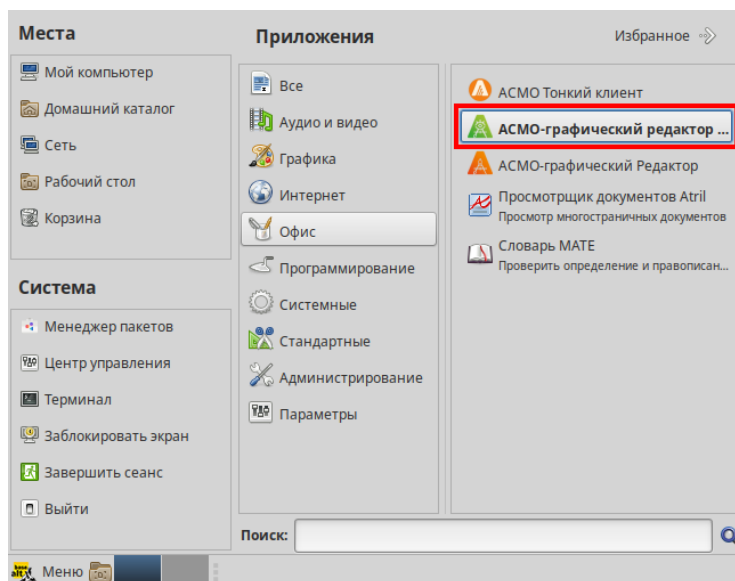 Места
Мой компьютер
Домашний каталог
Сеть
Рабочий стол
Корзина
Система
Менеджер пакетов
Центр управления
Терминал
Заблокировать экран
Завершить сеанс
Выйти
Приложения
Избранное
Все
Аудио и видео
Графика
Интернет
Офис
Программирование
Системные
Стандартные
Администрирование
Параметры
АСМО Тонкий клиент
АСМО-графический редактор ...
АСМО-графический Редактор
Просмотрщик документов Atril
Просмотр многостраничных документов
Словарь MATE
Проверить определение и правописан...
Поиск:
Меню